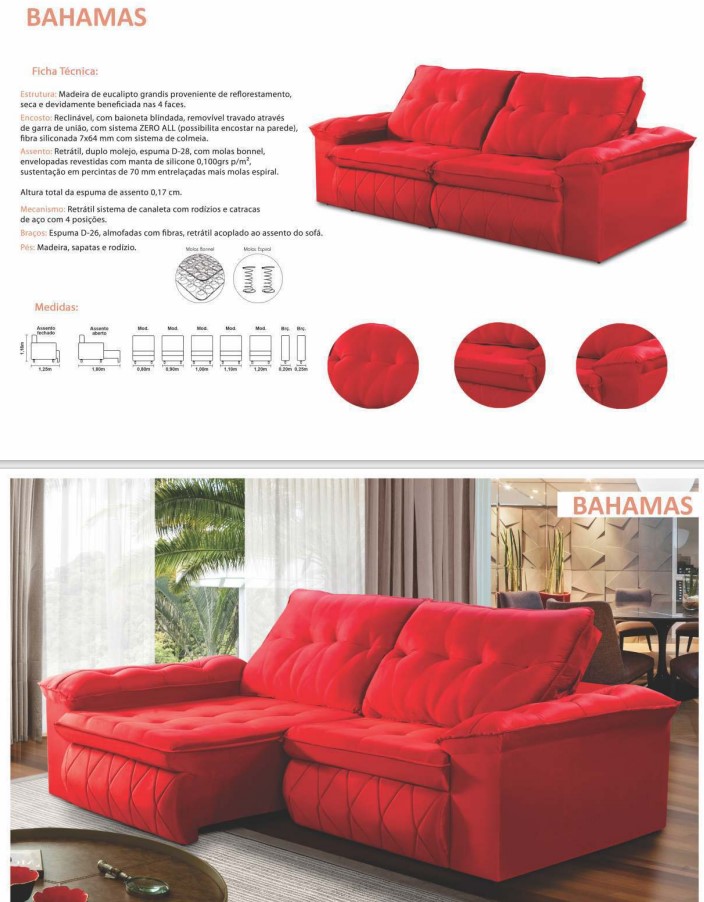 BAHAMAS
Ficha Técnica:
Estrutura: Madeira de eucalipto grandis proveniente de reflorestamento,
seca e devidamente beneficiada nas 4 faces.
Encosto: Reclinável, com baioneta blindada, removível travado através
de garra de união, com sistema ZERO ALL (possibilita encostar na parede),
fibra siliconada 7x64 mm com sistema de colmeia.
Assento: Retrátil, duplo molejo, espuma D-28, com molas bonnel,
envelopadas revestidas com manta de silicone 0,100grs p/m²,
sustentação em percintas de 70 mm entrelaçadas mais molas espiral.
Altura total da espuma de assento 0,17 cm.
Mecanismo: Retrátil sistema de canaleta com rodízios e catracas
de aço com 4 posições.
Braços: Espuma D-26, almofadas com fibras, retrátil acoplado ao assento do sofá.
Pés: Madeira, sapatas e rodízio.
Molas Bonnel Molas Espiral
Medidas:
Assento fechado Assento aberto Mod. Mod. Mod. Mod. Mod. Brç. Brç.
1,10m
1,25m 1,60m 0,80m 0,90m 1,00m 1,10m 1,20m 0,20m 0,25m
BAHAMAS